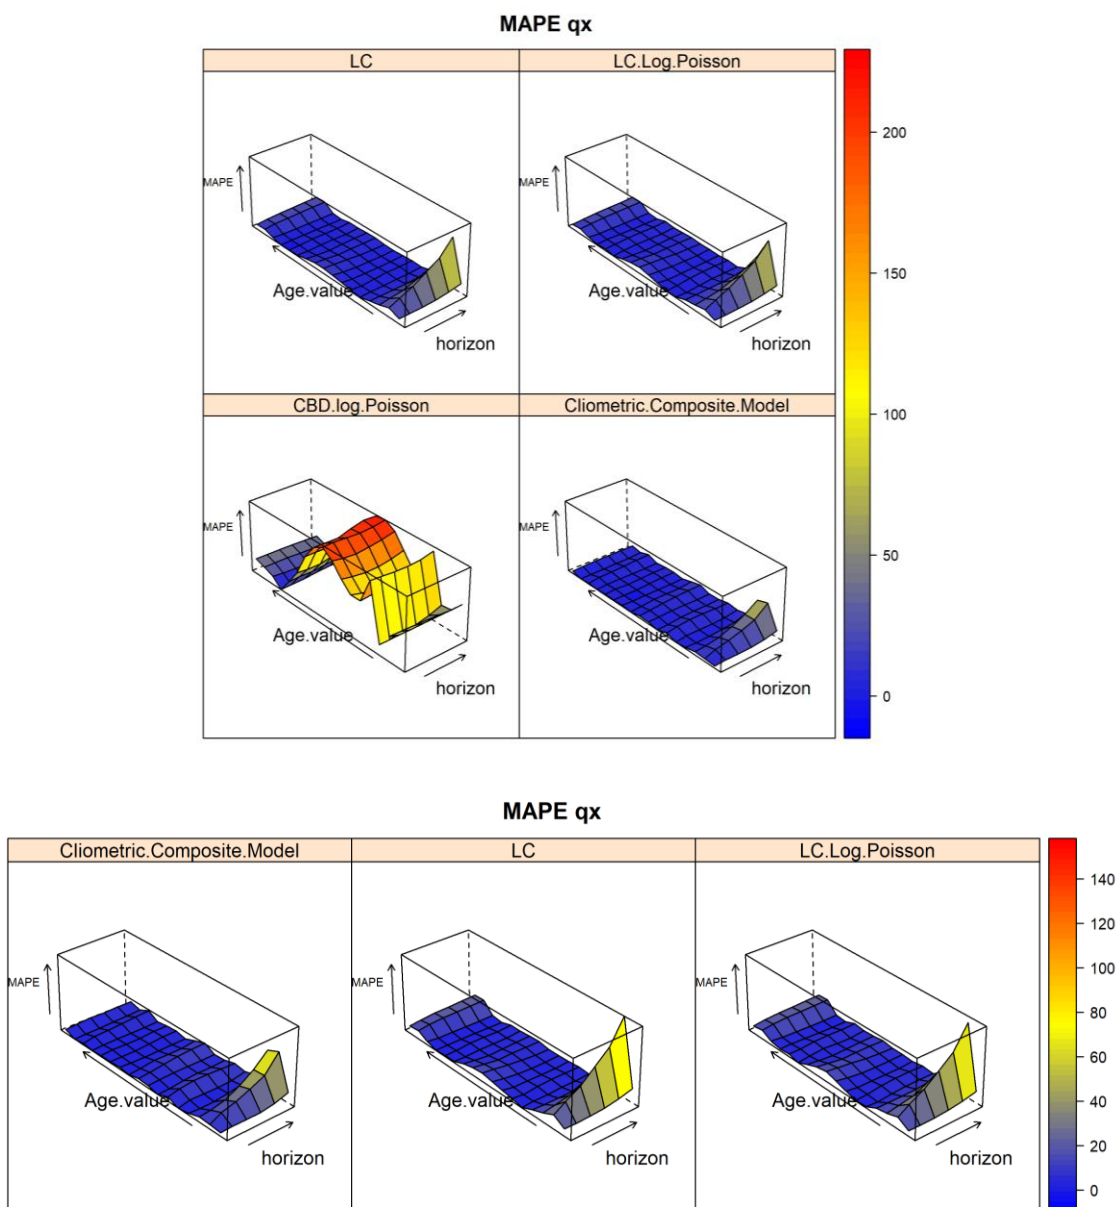 MAPE qx
LC
LC.Log.Poisson
MAPE
Age.value
horizon
MAPE
Age.value
horizon
CBD.log.Poisson
Cliometric.Composite.Model
MAPE
Age.value
horizon
MAPE
Age.value
horizon
200
150
100
50
0
MAPE qx
Cliometric.Composite.Model
LC
LC.Log.Poisson
MAPE
Age.value
horizon
MAPE
Age.value
horizon
MAPE
Age.value
horizon
140
120
100
80
60
40
20
0